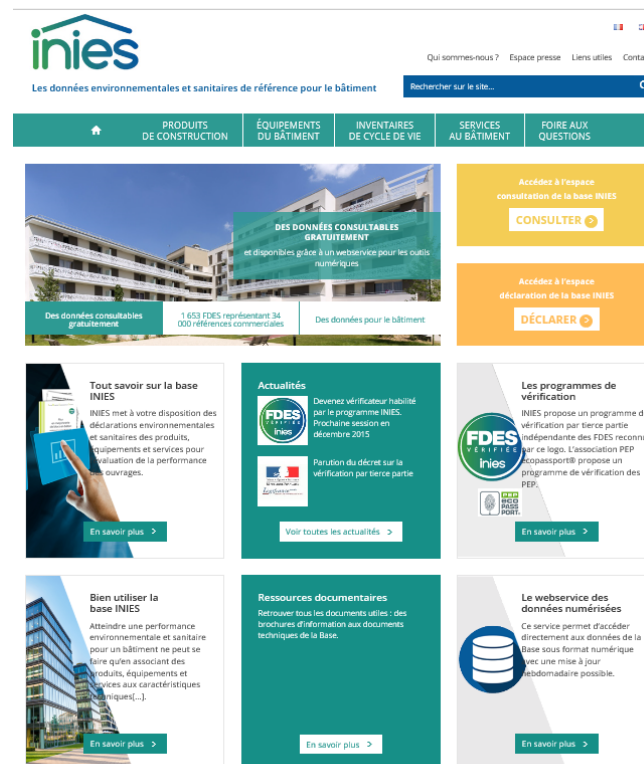 inies
Les données environnementales et sanitaires de référence pour le bâtiment
Qui sommes-nous ? Espace presse Liens utiles Conta
Rechercher sur le site...
PRODUITS
DE CONSTRUCTION
ÉQUIPEMENTS
DU BÂTIMENT
INVENTAIRES
DE CYCLE DE VIE
SERVICES
AU BÂTIMENT
FOIRE AUX
QUESTIONS
DES DONNÉES CONSULTABLES
GRATUITEMENT
et disponibles grâce à un webservice pour les outils
numériques
Des données consultables
gratuitement
1 653 FDES représentant 34
000 références commerciales
Des données pour le bâtiment
Accédez à l'espace
consultation de la base INIES
CONSULTER
Accédez à l'espace
déclaration de la base INIES
DÉCLARER
Tout savoir sur la base
INIES
INIES met à votre disposition des
déclarations environnementales
et sanitaires des produits,
équipements et services pour
évaluation de la performance
des ouvrages.
En savoir plus >
Actualités
FDES
VÉRIFIÉE
inies
Devenez vérificateur habilité
par le programme INIES.
Prochaine session en
décembre 2015
Parution du décret sur la
vérification par tierce partie
Voir toutes les actualités >
Les programmes de
vérification
INIES propose un programme d
vérification par tierce partie
indépendante des FDES reconn
par ce logo. L'association PEP
ecopassport® propose un
programme de vérification des
PEP.
FDES
VÉRIFIÉE
inies
PEP
eco
PASS
PORT.
En savoir plus >
Bien utiliser la
base INIES
Atteindre une performance
environnementale et sanitaire
pour un bâtiment ne peut se
faire qu'en associant des
produits, équipements et
services aux caractéristiques
techniques[...].
En savoir plus >
Ressources documentaires
Retrouver tous les documents utiles : des
brochures d'information aux documents
techniques de la Base.
En savoir plus >
Le webservice des
données numérisées
Ce service permet d'accéder
directement aux données de la
Base sous format numérique
avec une mise à jour
hebdomadaire possible.
En savoir plus >